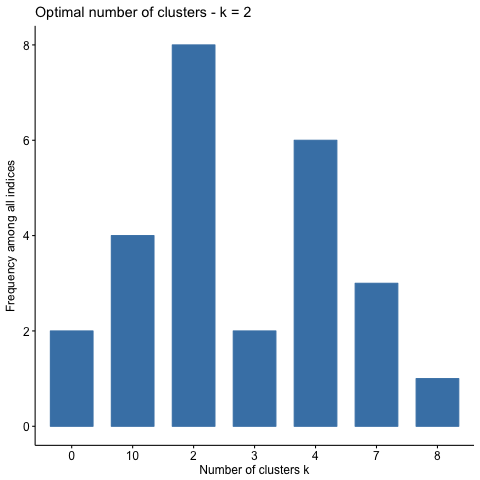 Optimal number of clusters - k = 2
Frequency among all indices
8
6
4
2
0
0 10 2 3 4 7 8
Number of clusters k